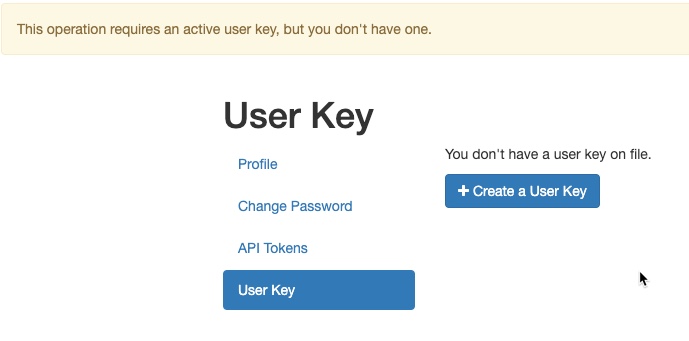 This operation requires an active user key, but you don't have one.
User Key
Profile
Change Password
API Tokens
User Key
You don't have a user key on file.
Create a User Key